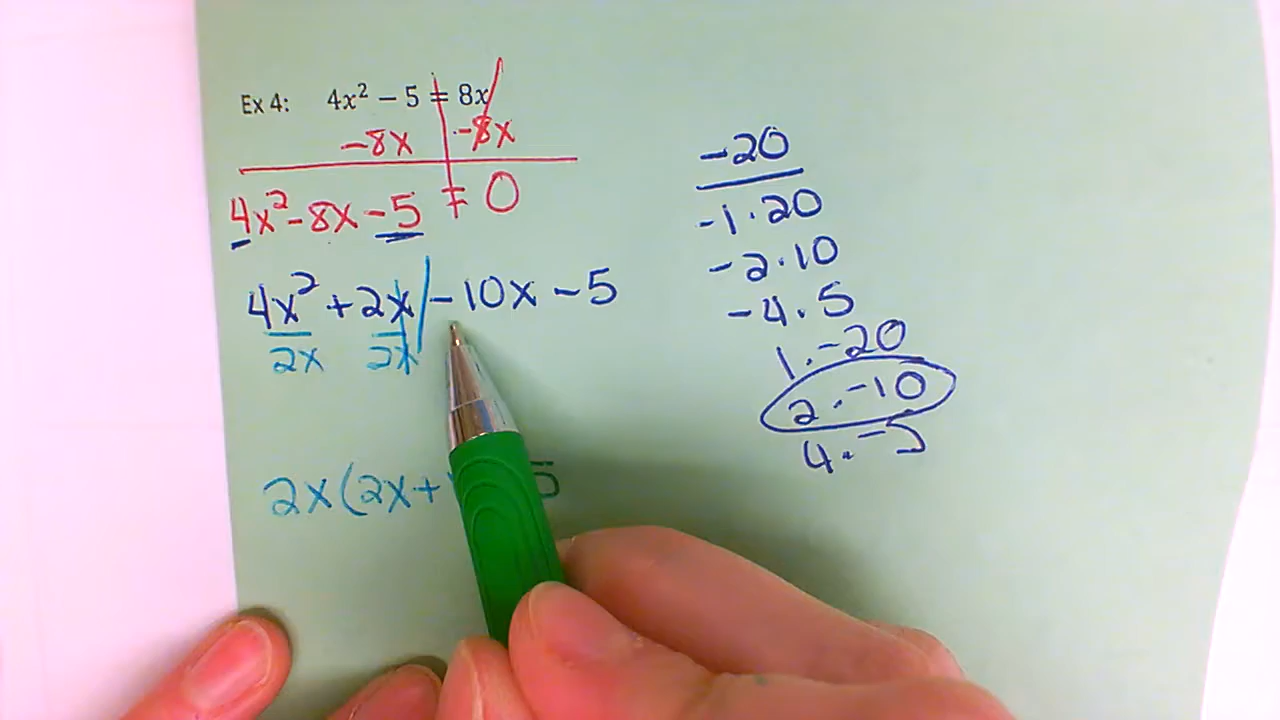 Ex 4: 4x² − 5 = 8x
−8x −8x
4x² − 8x − 5 = 0
4x² + 2x − 10x − 5
2x 2x
2x(2x+
−20
−1·20
−2·10
−4·5
1·−20
2·−10
4·−5